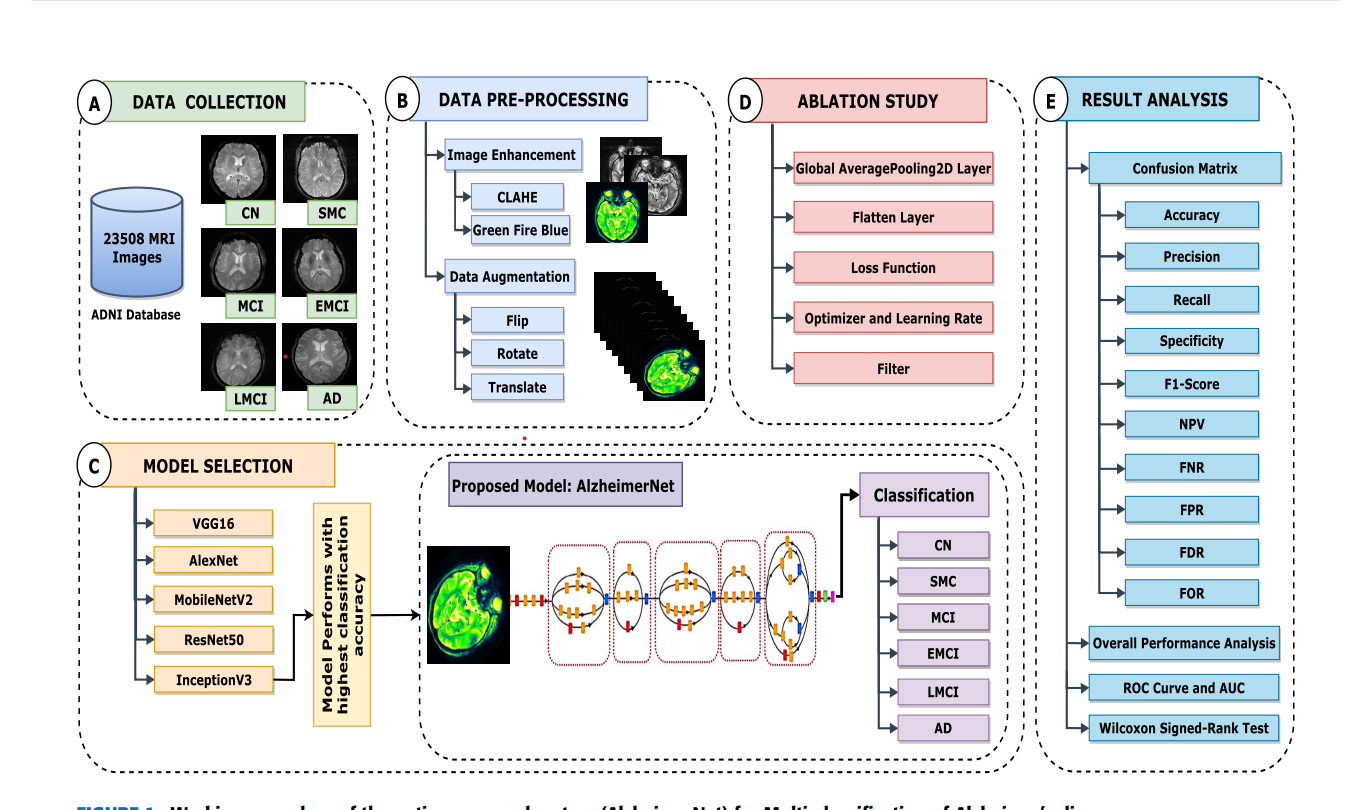 A
DATA COLLECTION
23508 MRI
Images
ADNI Database
CN
SMC
MCI
EMCI
LMCI
AD
B
DATA PRE-PROCESSING
Image Enhancement
CLAHE
Green Fire Blue
Data Augmentation
Flip
Rotate
Translate
D
ABLATION STUDY
Global AveragePooling2D Layer
Flatten Layer
Loss Function
Optimizer and Learning Rate
Filter
E
RESULT ANALYSIS
Confusion Matrix
Accuracy
Precision
Recall
Specificity
F1-Score
NPV
FNR
FPR
FDR
FOR
Overall Performance Analysis
ROC Curve and AUC
Wilcoxon Signed-Rank Test
C
MODEL SELECTION
VGG16
AlexNet
MobileNetV2
ResNet50
InceptionV3
Model Performs with
highest classification
accuracy
Proposed Model: AlzheimerNet
Classification
CN
SMC
MCI
EMCI
LMCI
AD